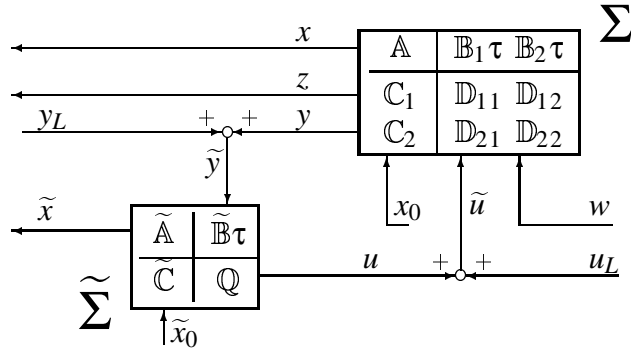 x 𝔸 𝔹₁τ 𝔹₂τ Σ
z ℂ₁ 𝔻₁₁ 𝔻₁₂
y_L + + y ℂ₂ 𝔻₂₁ 𝔻₂₂
ỹ
x̃ x₀ ũ w
𝔸̃ 𝔹̃τ
u + + u_L
Σ̃ ℂ̃ ℚ
x̃₀